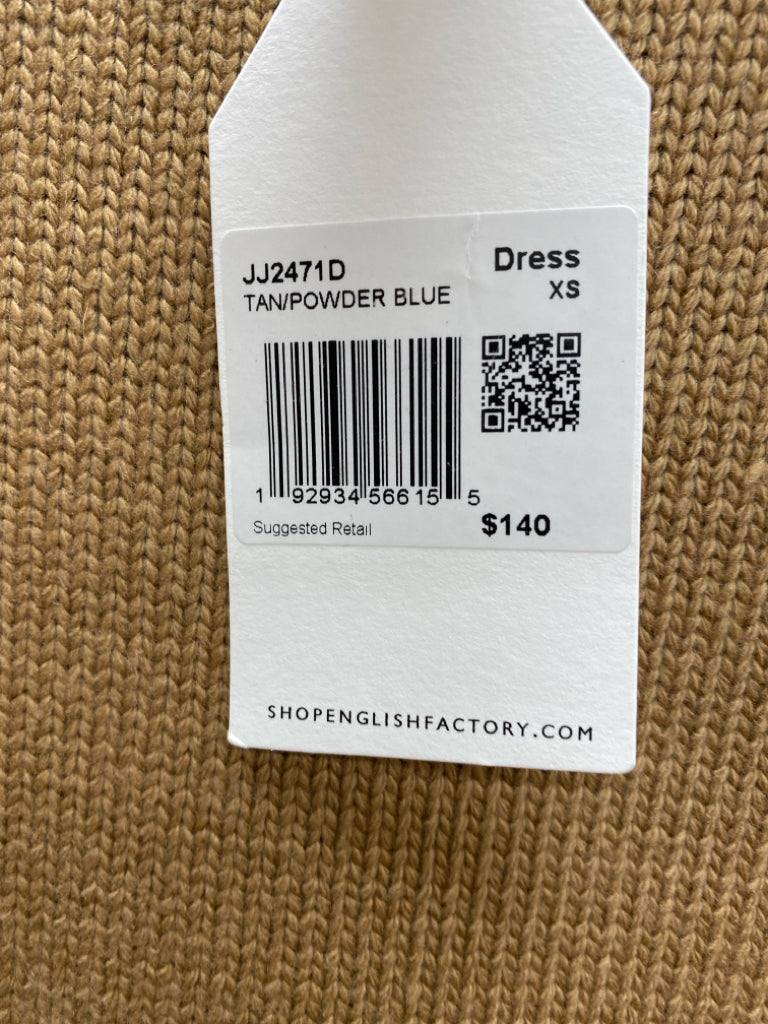 JJ2471D
TAN/POWDER BLUE
Dress
XS
1 92934 56615 5
Suggested Retail
$140
SHOPENGLISHFACTORY.COM